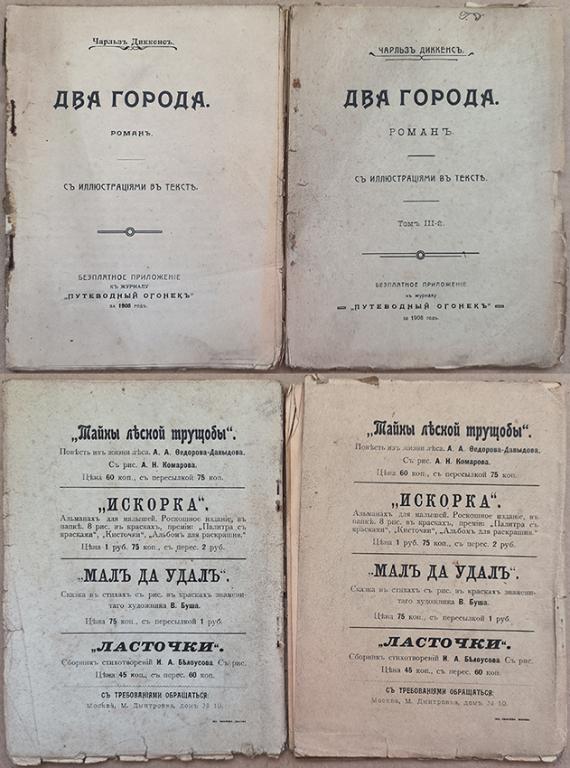 Чарльзъ Диккенсъ.
ДВА ГОРОДА.
РОМАНЪ.
СЪ ИЛЛЮСТРАЦІЯМИ ВЪ ТЕКСТѢ.
БЕЗПЛАТНОЕ ПРИЛОЖЕНІЕ
КЪ ЖУРНАЛУ
"ПУТЕВОДНЫЙ ОГОНЕКЪ"
за 1908 годъ.
ЧАРЛЬЗЪ ДИККЕНСЪ.
ДВА ГОРОДА.
РОМАНЪ.
СЪ ИЛЛЮСТРАЦІЯМИ ВЪ ТЕКСТѢ.
Томъ III-й.
БЕЗПЛАТНОЕ ПРИЛОЖЕНІЕ
къ журналу
„ПУТЕВОДНЫЙ ОГОНЕКЪ"
за 1908 годъ.
„Тайны лѣсной трущобы".
Повѣсть изъ жизни лѣса. А. А. Ѳедорова-Давыдова.
Съ рис. А. Н. Комарова.
Цѣна 60 коп., съ пересылкой 75 коп.
„ИСКОРКА".
Альманахъ для малышей. Роскошное изданіе, въ
папкѣ. 8 рис. въ краскахъ, премія: „Палитра съ
красками", „Кисточки", „Альбомъ для раскрашив."
Цѣна 1 руб. 75 коп., съ перес. 2 руб.
„МАЛЪ ДА УДАЛЪ".
Сказка въ стихахъ съ рис. въ краскахъ знамени-
таго художника В. Буша.
Цѣна 75 коп., съ пересылкой 1 руб.
„ЛАСТОЧКИ".
Сборникъ стихотвореній И. А. Бѣлоусова. Съ рис.
Цѣна 45 коп., съ перес. 60 коп.
СЪ ТРЕБОВАНІЯМИ ОБРАЩАТЬСЯ:
Москва, М. Дмитровка, домъ № 10.
„Тайны лѣсной трущобы".
Повѣсть изъ жизни лѣса. А. А. Ѳедорова-Давыдова.
Съ рис. А. Н. Комарова.
Цѣна 60 коп., съ пересылкой 75 коп.
„ИСКОРКА".
Альманахъ для малышей. Роскошное изданіе, въ
папкѣ. 8 рис. въ краскахъ, премія: „Палитра съ
красками", „Кисточки", „Альбомъ для раскрашив."
Цѣна 1 руб. 75 коп., съ перес. 2 руб.
„МАЛЪ ДА УДАЛЪ".
Сказка въ стихахъ съ рис. въ краскахъ знамени-
таго художника В. Буша.
Цѣна 75 коп., съ пересылкой 1 руб.
„ЛАСТОЧКИ".
Сборникъ стихотвореній И. А. Бѣлоусова. Съ рис.
Цѣна 45 коп., съ перес. 60 коп.
СЪ ТРЕБОВАНІЯМИ ОБРАЩАТЬСЯ:
Москва, М. Дмитровка, домъ № 10.